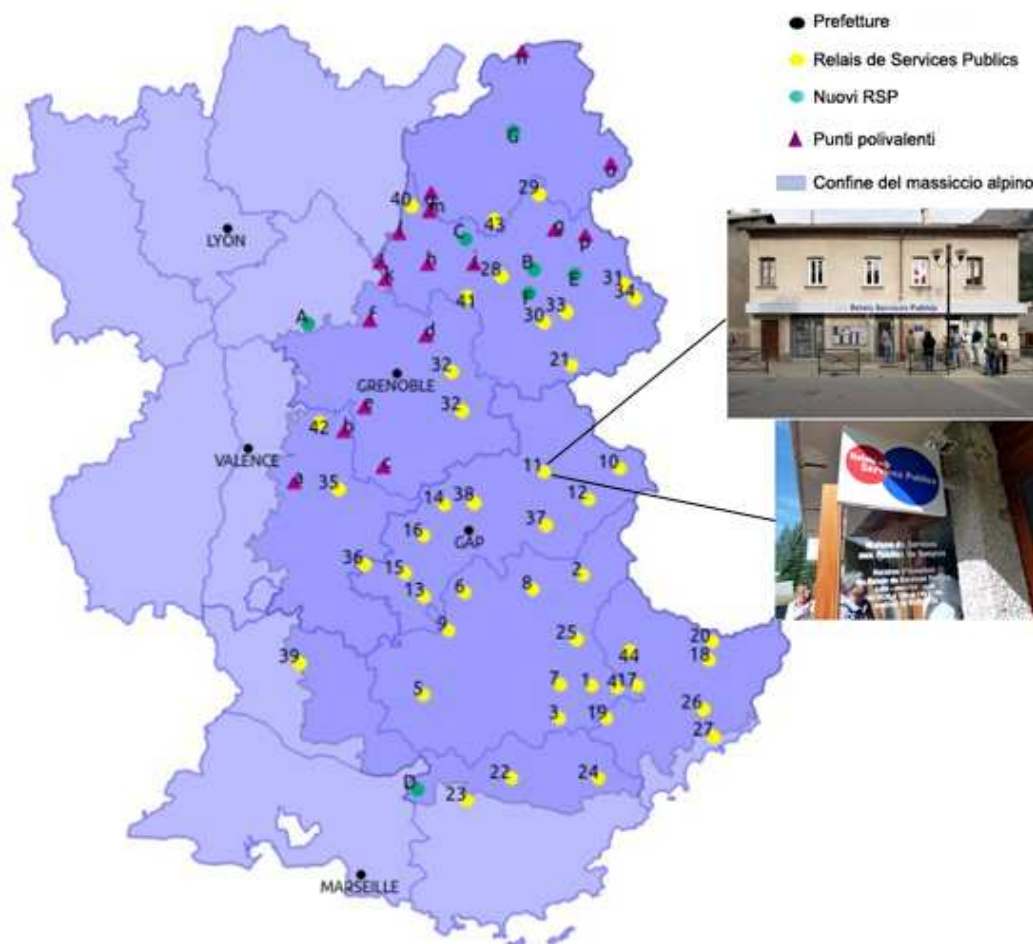 Prefetture
Relais de Services Publics
Nuovi RSP
Punti polivalenti
Confine del massiccio alpino
n
G
o
29
40
m
43
C
g
p
l
h
i
28
B
E
31
34
k
41
F
33
30
A
f
d
21
32
GRENOBLE
32
e
42
b
LYON
VALENCE
c
a
35
11
10
12
14
38
37
16
GAP
36
15
13
6
8
2
9
25
20
18
44
39
7
1
4
17
5
3
19
26
27
D
22
24
23
MARSEILLE
Relais Services Publics
Relais de
Services Publics